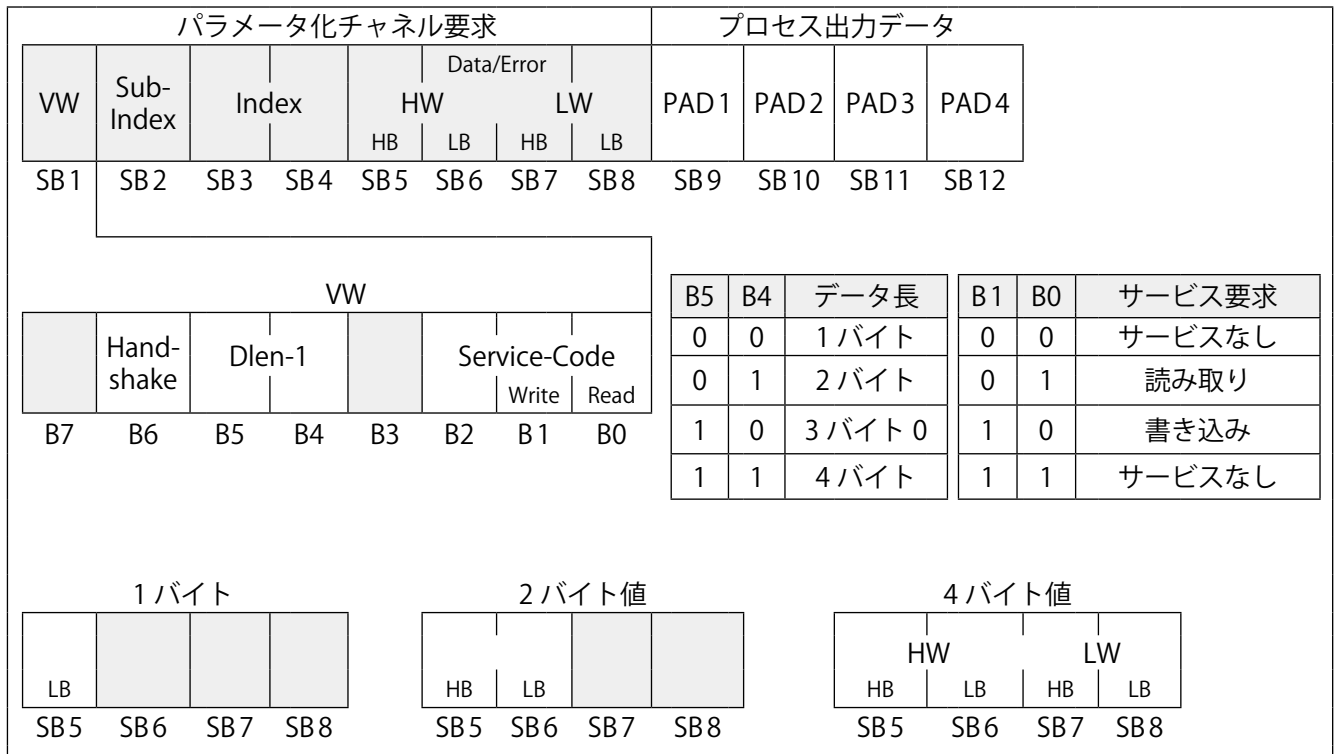 パラメータ化チャネル要求 プロセス出力データ
VW Sub-Index Index Data/Error HW LW PAD1 PAD2 PAD3 PAD4
HB LB HB LB
SB1 SB2 SB3 SB4 SB5 SB6 SB7 SB8 SB9 SB10 SB11 SB12
VW
Hand-shake Dlen-1 Service-Code
Write Read
B7 B6 B5 B4 B3 B2 B1 B0
B5 B4 データ長
0 0 1 バイト
0 1 2 バイト
1 0 3 バイト 0
1 1 4 バイト
B1 B0 サービス要求
0 0 サービスなし
0 1 読み取り
1 0 書き込み
1 1 サービスなし
1 バイト
LB
SB5 SB6 SB7 SB8
2 バイト値
HB LB
SB5 SB6 SB7 SB8
4 バイト値
HW LW
HB LB HB LB
SB5 SB6 SB7 SB8